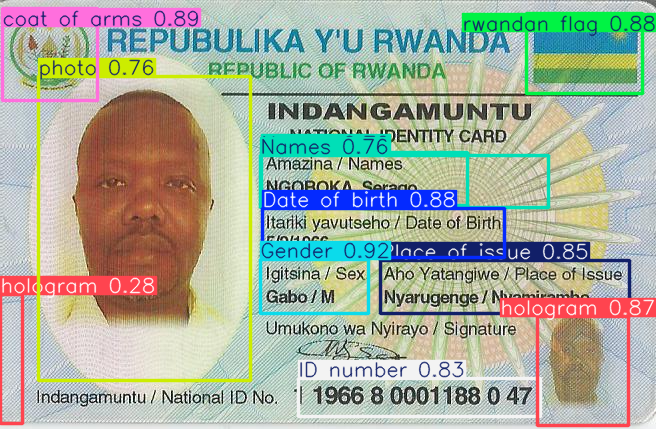 coat of arms 0.89
rwandan flag 0.88
REPUBULIKA Y'U RWANDA
photo 0.76
REPUBLIC OF RWANDA
INDANGAMUNTU
NATIONAL IDENTITY CARD
Names 0.76
Amazina / Names
NGOBOKA Serago
Date of birth 0.88
Itariki yavutseho / Date of Birth
Gender 0.92
Place of issue 0.85
Igitsina / Sex
Aho Yatangiwe / Place of Issue
hologram 0.28
Gabo / M
Nyarugenge / Nyamirambo
hologram 0.87
Umukono wa Nyirayo / Signature
ID number 0.83
Indangamuntu / National ID No.
1 1966 8 0001188 0 47